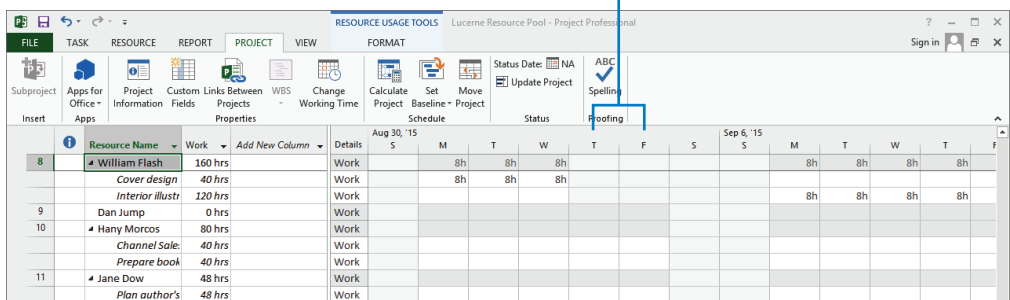 RESOURCE USAGE TOOLS Lucerne Resource Pool - Project Professional
FILE TASK RESOURCE REPORT PROJECT VIEW FORMAT Sign in
Subproject Apps for Office Project Information Custom Fields Links Between Projects WBS Change Working Time Calculate Project Set Baseline Move Project Status Date: NA Update Project ABC Spelling
Insert Apps Properties Schedule Status Proofing
Aug 30, '15 Sep 6, '15
Resource Name Work Add New Column Details S M T W T F S S M T W T F
8 William Flash 160 hrs Work 8h 8h 8h 8h 8h 8h 8h
Cover design 40 hrs Work 8h 8h 8h
Interior illustr 120 hrs Work 8h 8h 8h 8h
9 Dan Jump 0 hrs Work
10 Hany Morcos 80 hrs Work
Channel Sales 40 hrs Work
Prepare book 40 hrs Work
11 Jane Dow 48 hrs Work
Plan author's 48 hrs Work